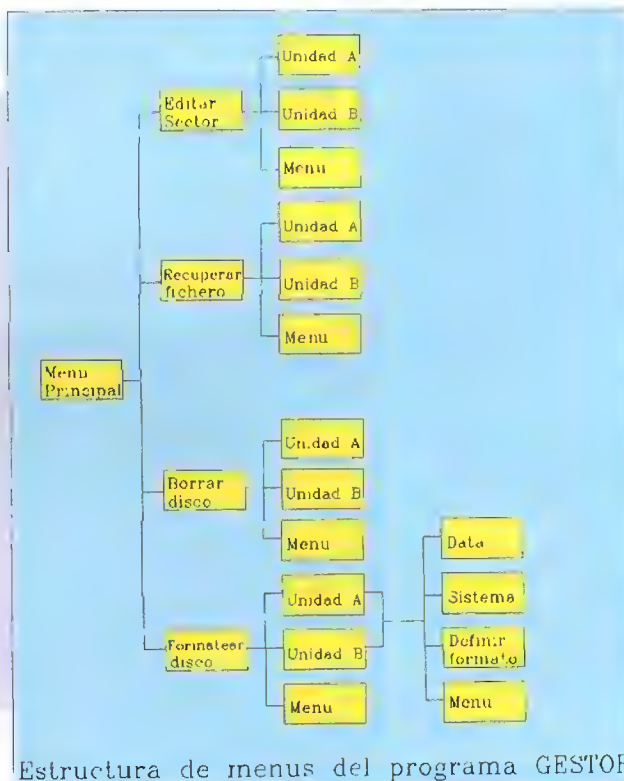 Menu
Principal
Editar
Sector
Unidad A
Unidad B
Menu
Recuperar
fichero
Unidad A
Unidad B
Menu
Borrar
disco
Unidad A
Unidad B
Menu
Formatear
disco
Unidad A
Unidad B
Menu
Data
Sistema
Definir
formato
Menu
Estructura de menus del programa GESTOR